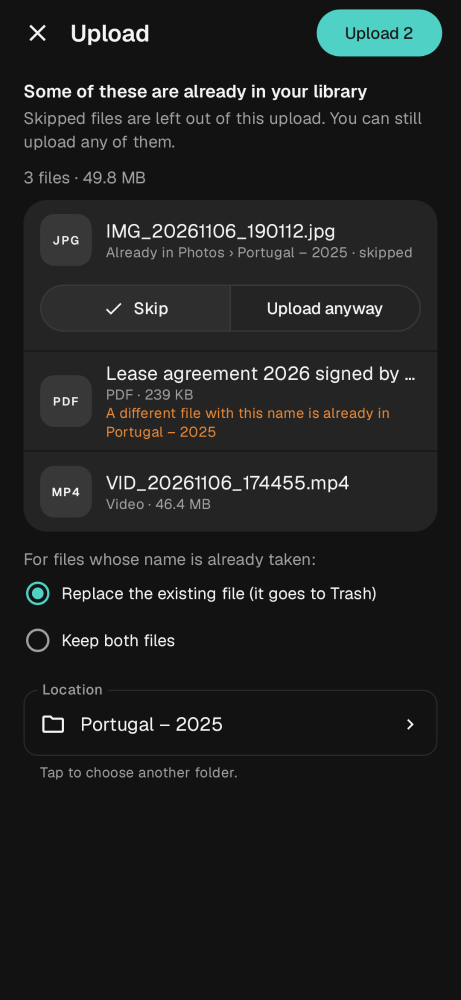 Upload
Upload 2
Some of these are already in your library
Skipped files are left out of this upload. You can still
upload any of them.
3 files · 49.8 MB
JPG
IMG_20261106_190112.jpg
Already in Photos › Portugal – 2025 · skipped
Skip
Upload anyway
PDF
Lease agreement 2026 signed by ...
PDF · 239 KB
A different file with this name is already in
Portugal – 2025
MP4
VID_20261106_174455.mp4
Video · 46.4 MB
For files whose name is already taken:
Replace the existing file (it goes to Trash)
Keep both files
Location
Portugal – 2025
Tap to choose another folder.